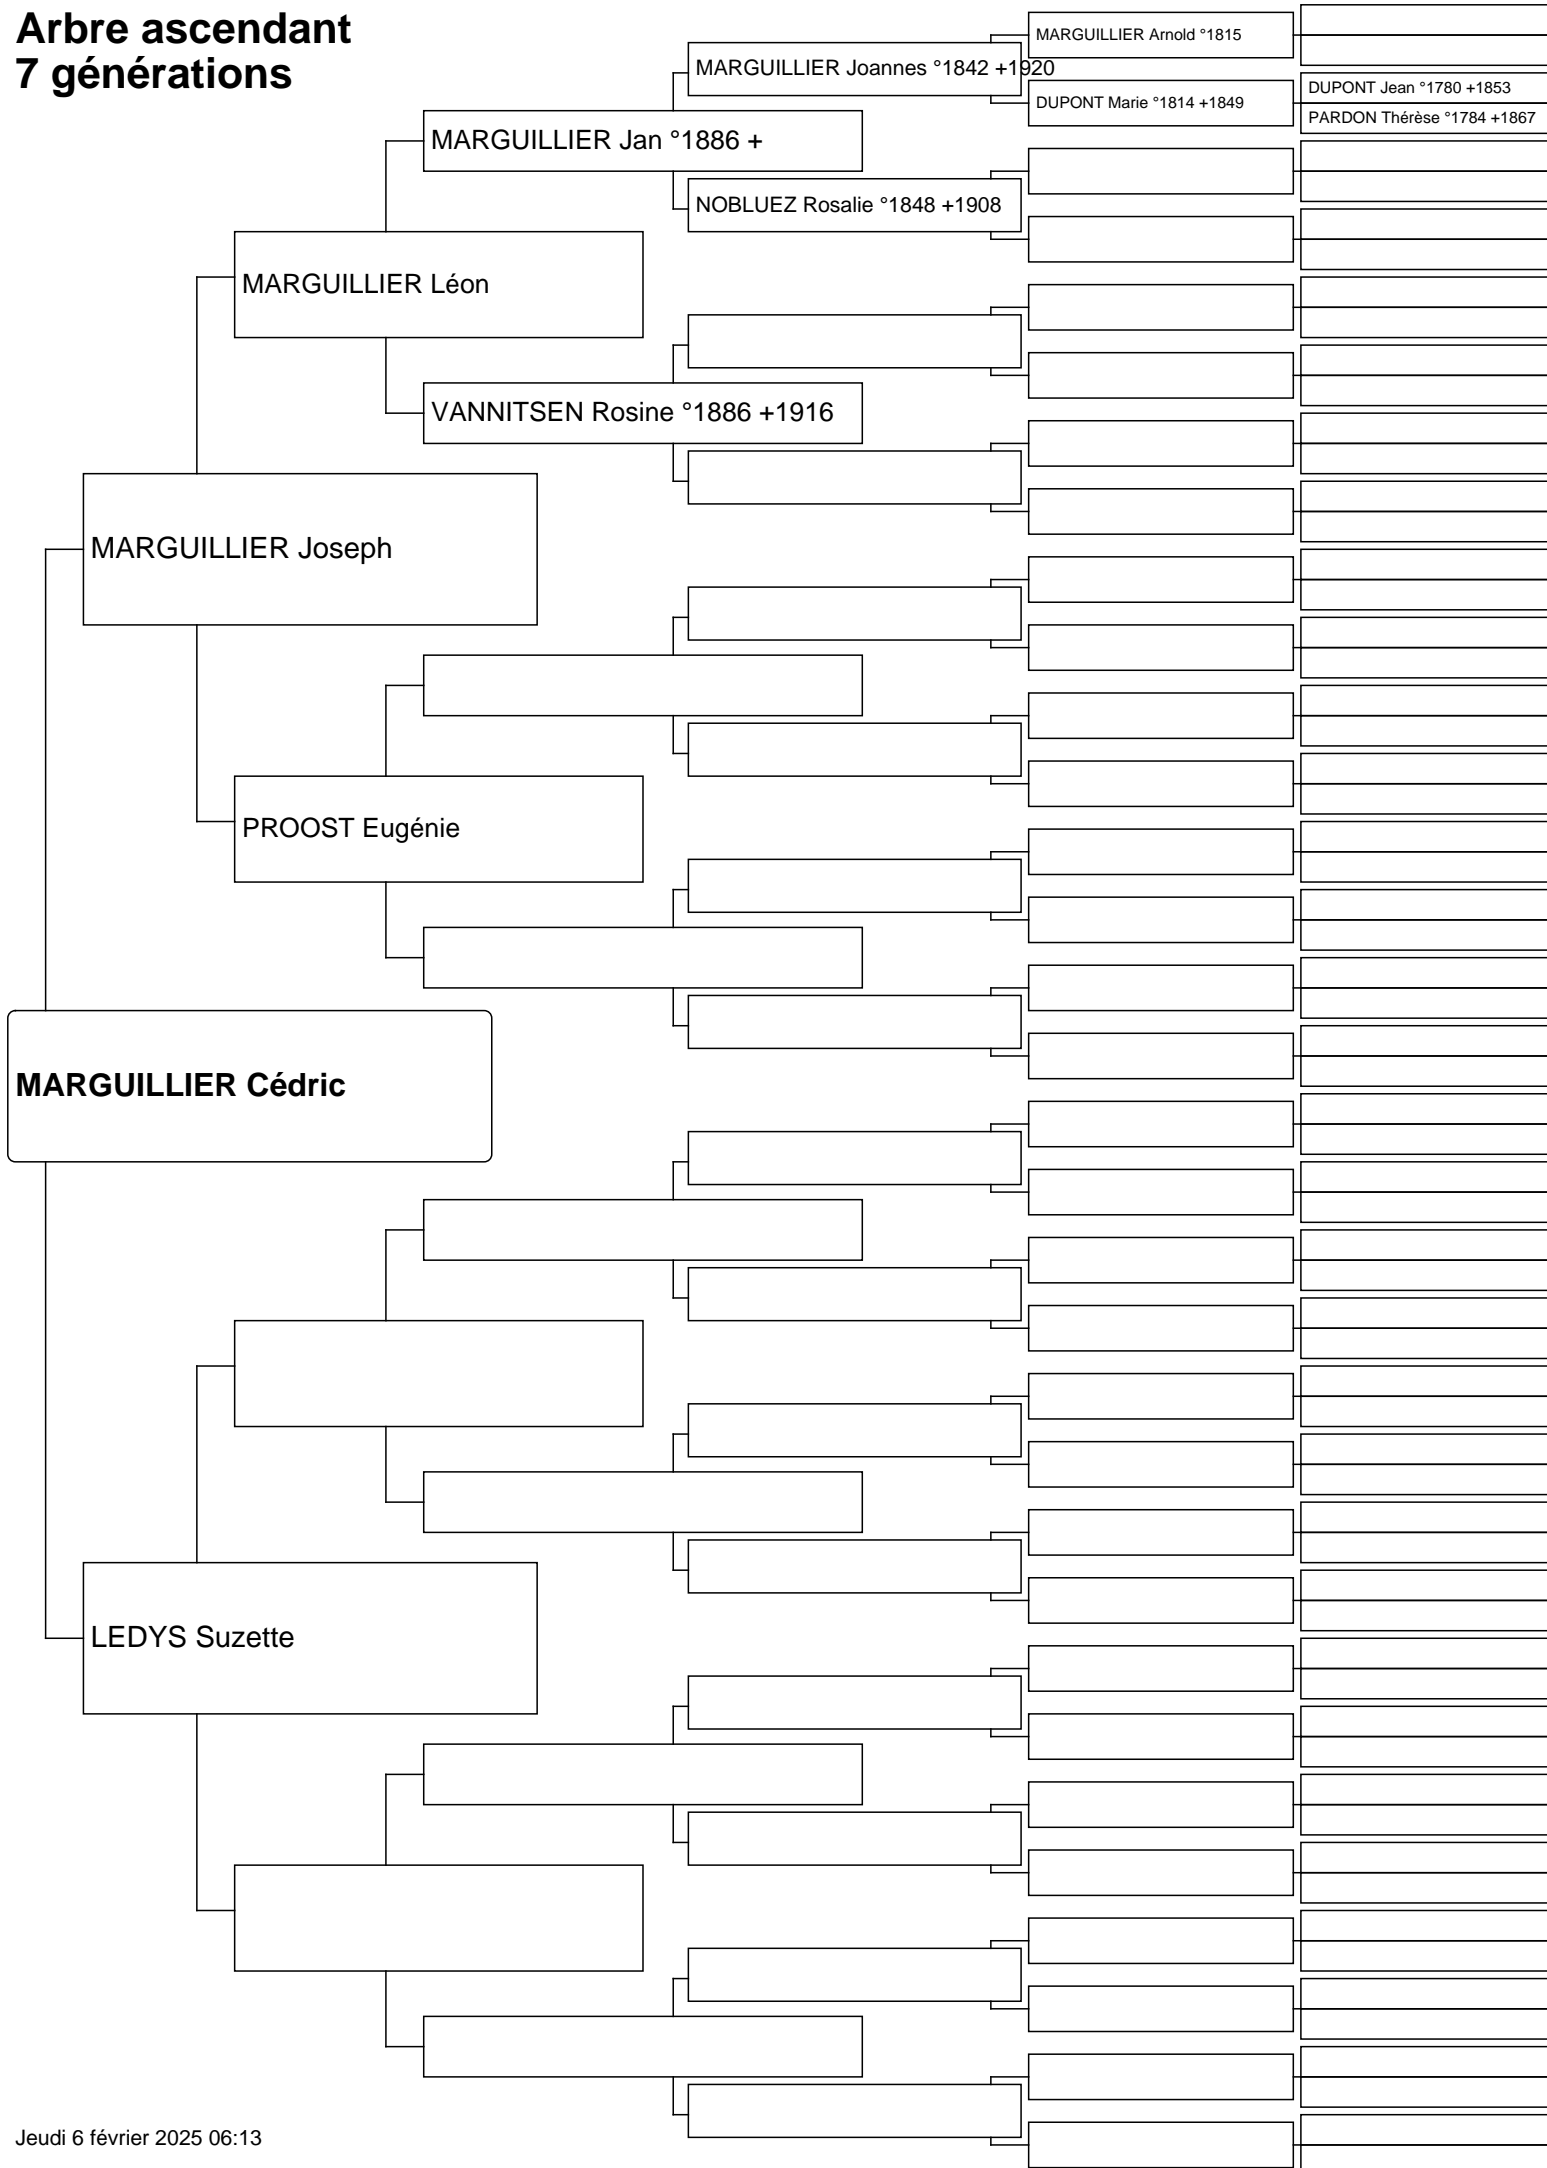 Arbre ascendant
7 générations
MARGUILLIER Arnold °1815
MARGUILLIER Joannes °1842 +1920
DUPONT Jean °1780 +1853
DUPONT Marie °1814 +1849
PARDON Thérèse °1784 +1867
MARGUILLIER Jan °1886 +
NOBLUEZ Rosalie °1848 +1908
MARGUILLIER Léon
VANNITSEN Rosine °1886 +1916
MARGUILLIER Joseph
PROOST Eugénie
MARGUILLIER Cédric
LEDYS Suzette
Jeudi 6 février 2025 06:13